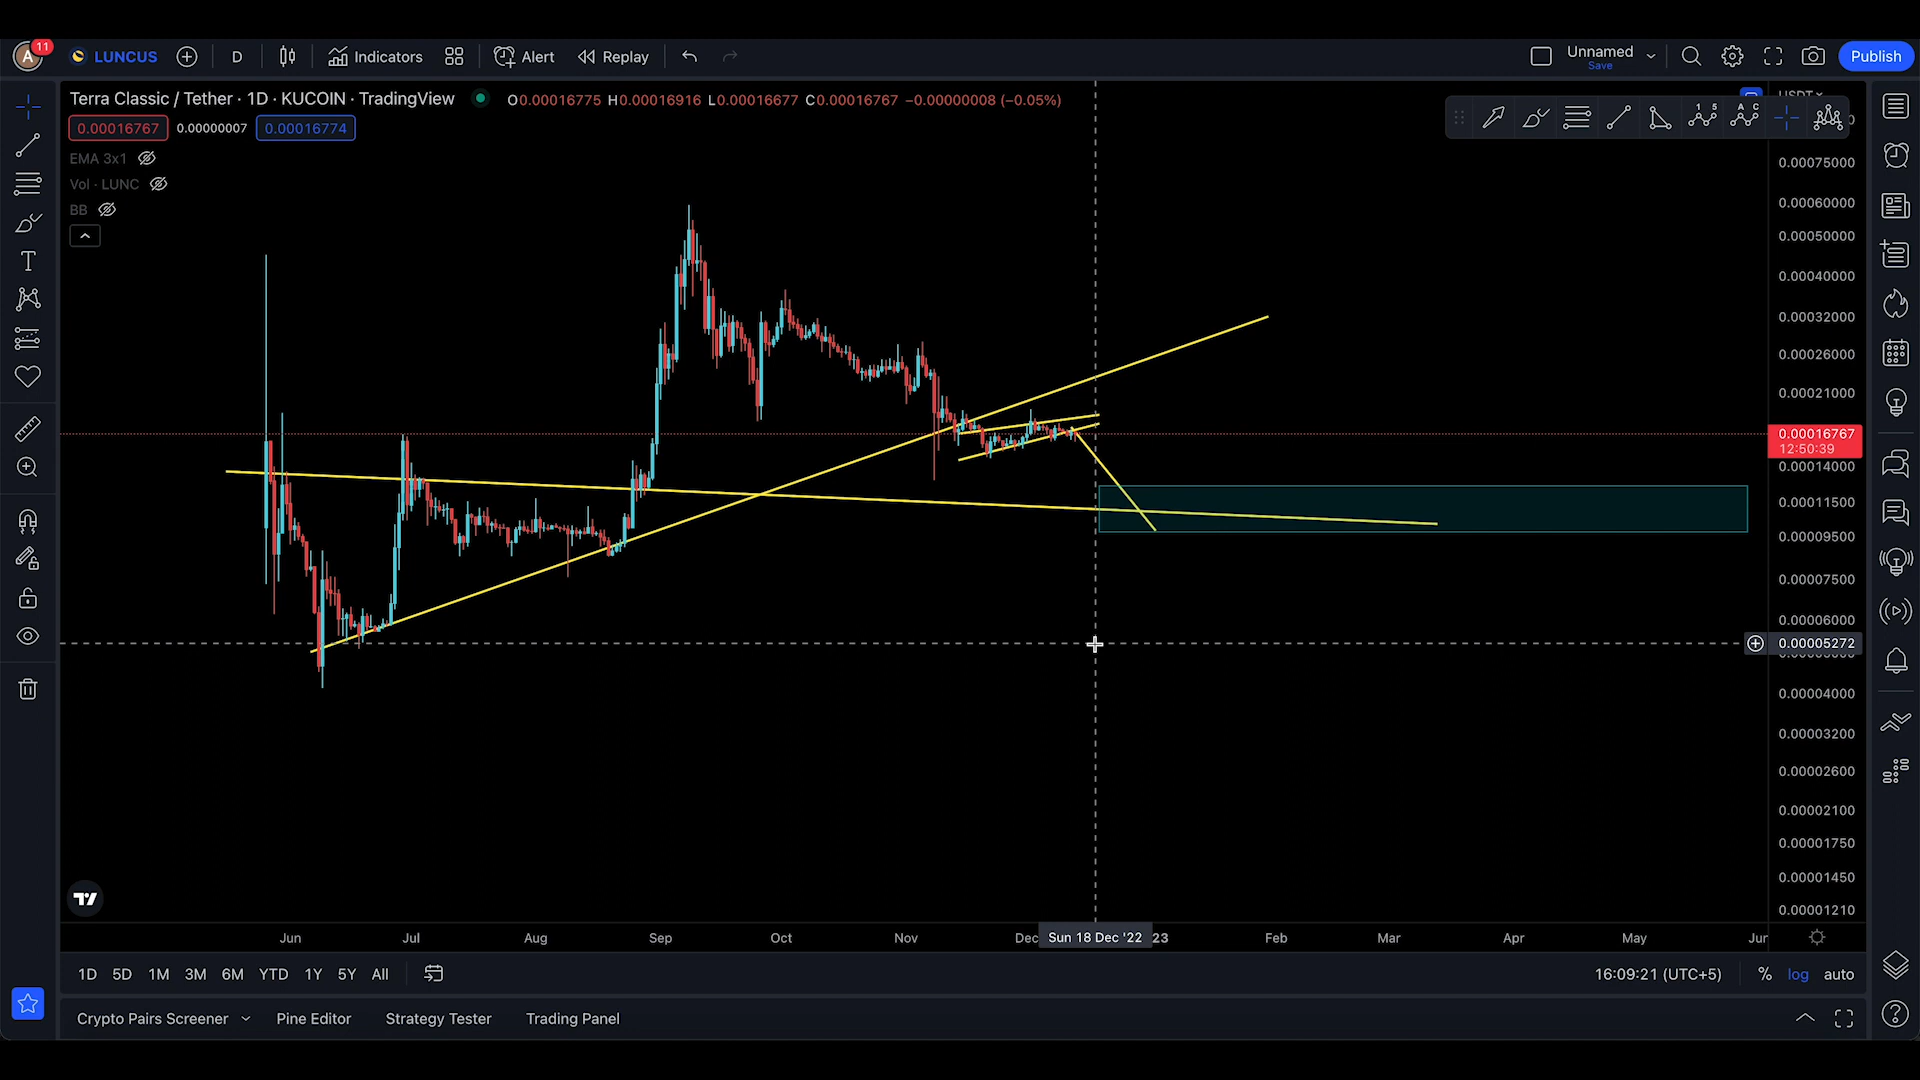 A 11 LUNCUS D Indicators Alert Replay Unnamed Save Publish
Terra Classic / Tether · 1D · KUCOIN · TradingView O0.00016775 H0.00016916 L0.00016677 C0.00016767 −0.00000008 (−0.05%)
0.00016767 0.00000007 0.00016774
EMA 3x1
Vol · LUNC
BB
1 5
A C
0.00075000
0.00060000
0.00050000
0.00040000
0.00032000
0.00026000
0.00021000
0.00016767
12:50:39
0.00014000
0.00011500
0.00009500
0.00007500
0.00006000
0.00005272
0.00004000
0.00003200
0.00002600
0.00002100
0.00001750
0.00001450
0.00001210
Jun Jul Aug Sep Oct Nov Dec Sun 18 Dec '22 23 Feb Mar Apr May Jun
1D 5D 1M 3M 6M YTD 1Y 5Y All 16:09:21 (UTC+5) % log auto
Crypto Pairs Screener Pine Editor Strategy Tester Trading Panel